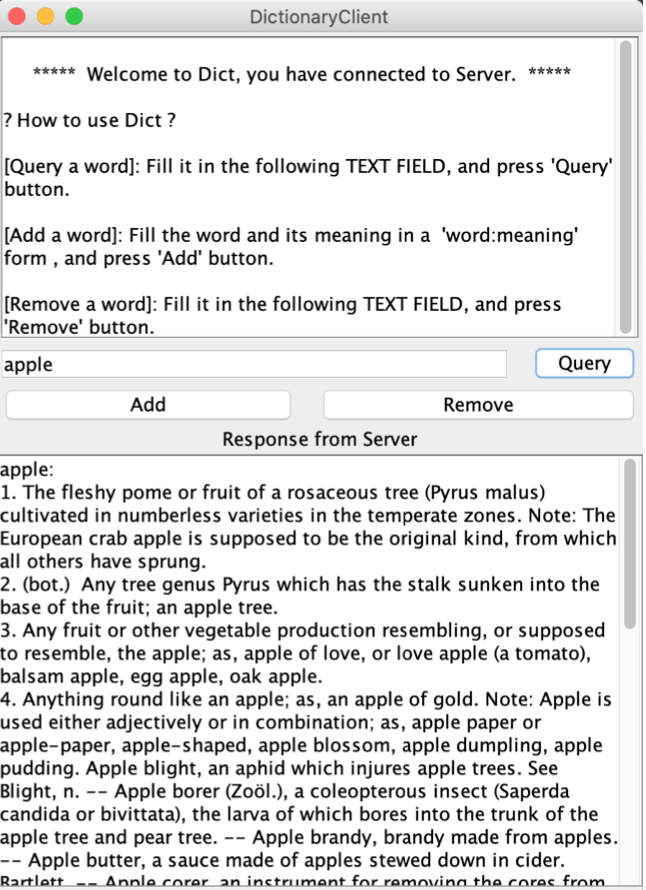 DictionaryClient
***** Welcome to Dict, you have connected to Server. *****
? How to use Dict ?
[Query a word]: Fill it in the following TEXT FIELD, and press 'Query'
button.
[Add a word]: Fill the word and its meaning in a 'word:meaning'
form , and press 'Add' button.
[Remove a word]: Fill it in the following TEXT FIELD, and press
'Remove' button.
apple
Query
Add
Remove
Response from Server
apple:
1. The fleshy pome or fruit of a rosaceous tree (Pyrus malus)
cultivated in numberless varieties in the temperate zones. Note: The
European crab apple is supposed to be the original kind, from which
all others have sprung.
2. (bot.) Any tree genus Pyrus which has the stalk sunken into the
base of the fruit; an apple tree.
3. Any fruit or other vegetable production resembling, or supposed
to resemble, the apple; as, apple of love, or love apple (a tomato),
balsam apple, egg apple, oak apple.
4. Anything round like an apple; as, an apple of gold. Note: Apple is
used either adjectively or in combination; as, apple paper or
apple-paper, apple-shaped, apple blossom, apple dumpling, apple
pudding. Apple blight, an aphid which injures apple trees. See
Blight, n. -- Apple borer (Zoöl.), a coleopterous insect (Saperda
candida or bivittata), the larva of which bores into the trunk of the
apple tree and pear tree. -- Apple brandy, brandy made from apples.
-- Apple butter, a sauce made of apples stewed down in cider.
Bartlett. -- Apple corer, an instrument for removing the cores from